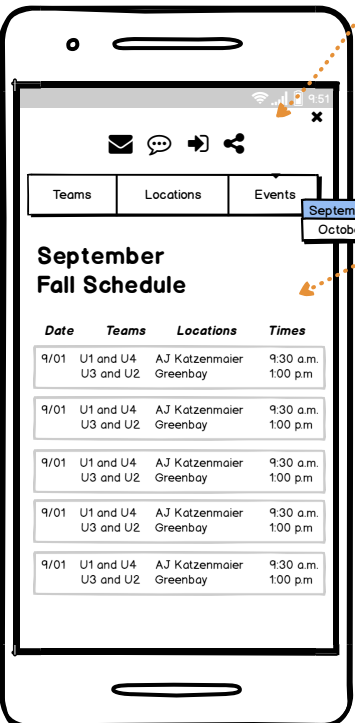 9:51
Teams Locations Events
Septem
Octob
September
Fall Schedule
Date Teams Locations Times
9/01 U1 and U4 AJ Katzenmaier 9:30 a.m.
U3 and U2 Greenbay 1:00 p.m
9/01 U1 and U4 AJ Katzenmaier 9:30 a.m.
U3 and U2 Greenbay 1:00 p.m
9/01 U1 and U4 AJ Katzenmaier 9:30 a.m.
U3 and U2 Greenbay 1:00 p.m
9/01 U1 and U4 AJ Katzenmaier 9:30 a.m.
U3 and U2 Greenbay 1:00 p.m
9/01 U1 and U4 AJ Katzenmaier 9:30 a.m.
U3 and U2 Greenbay 1:00 p.m